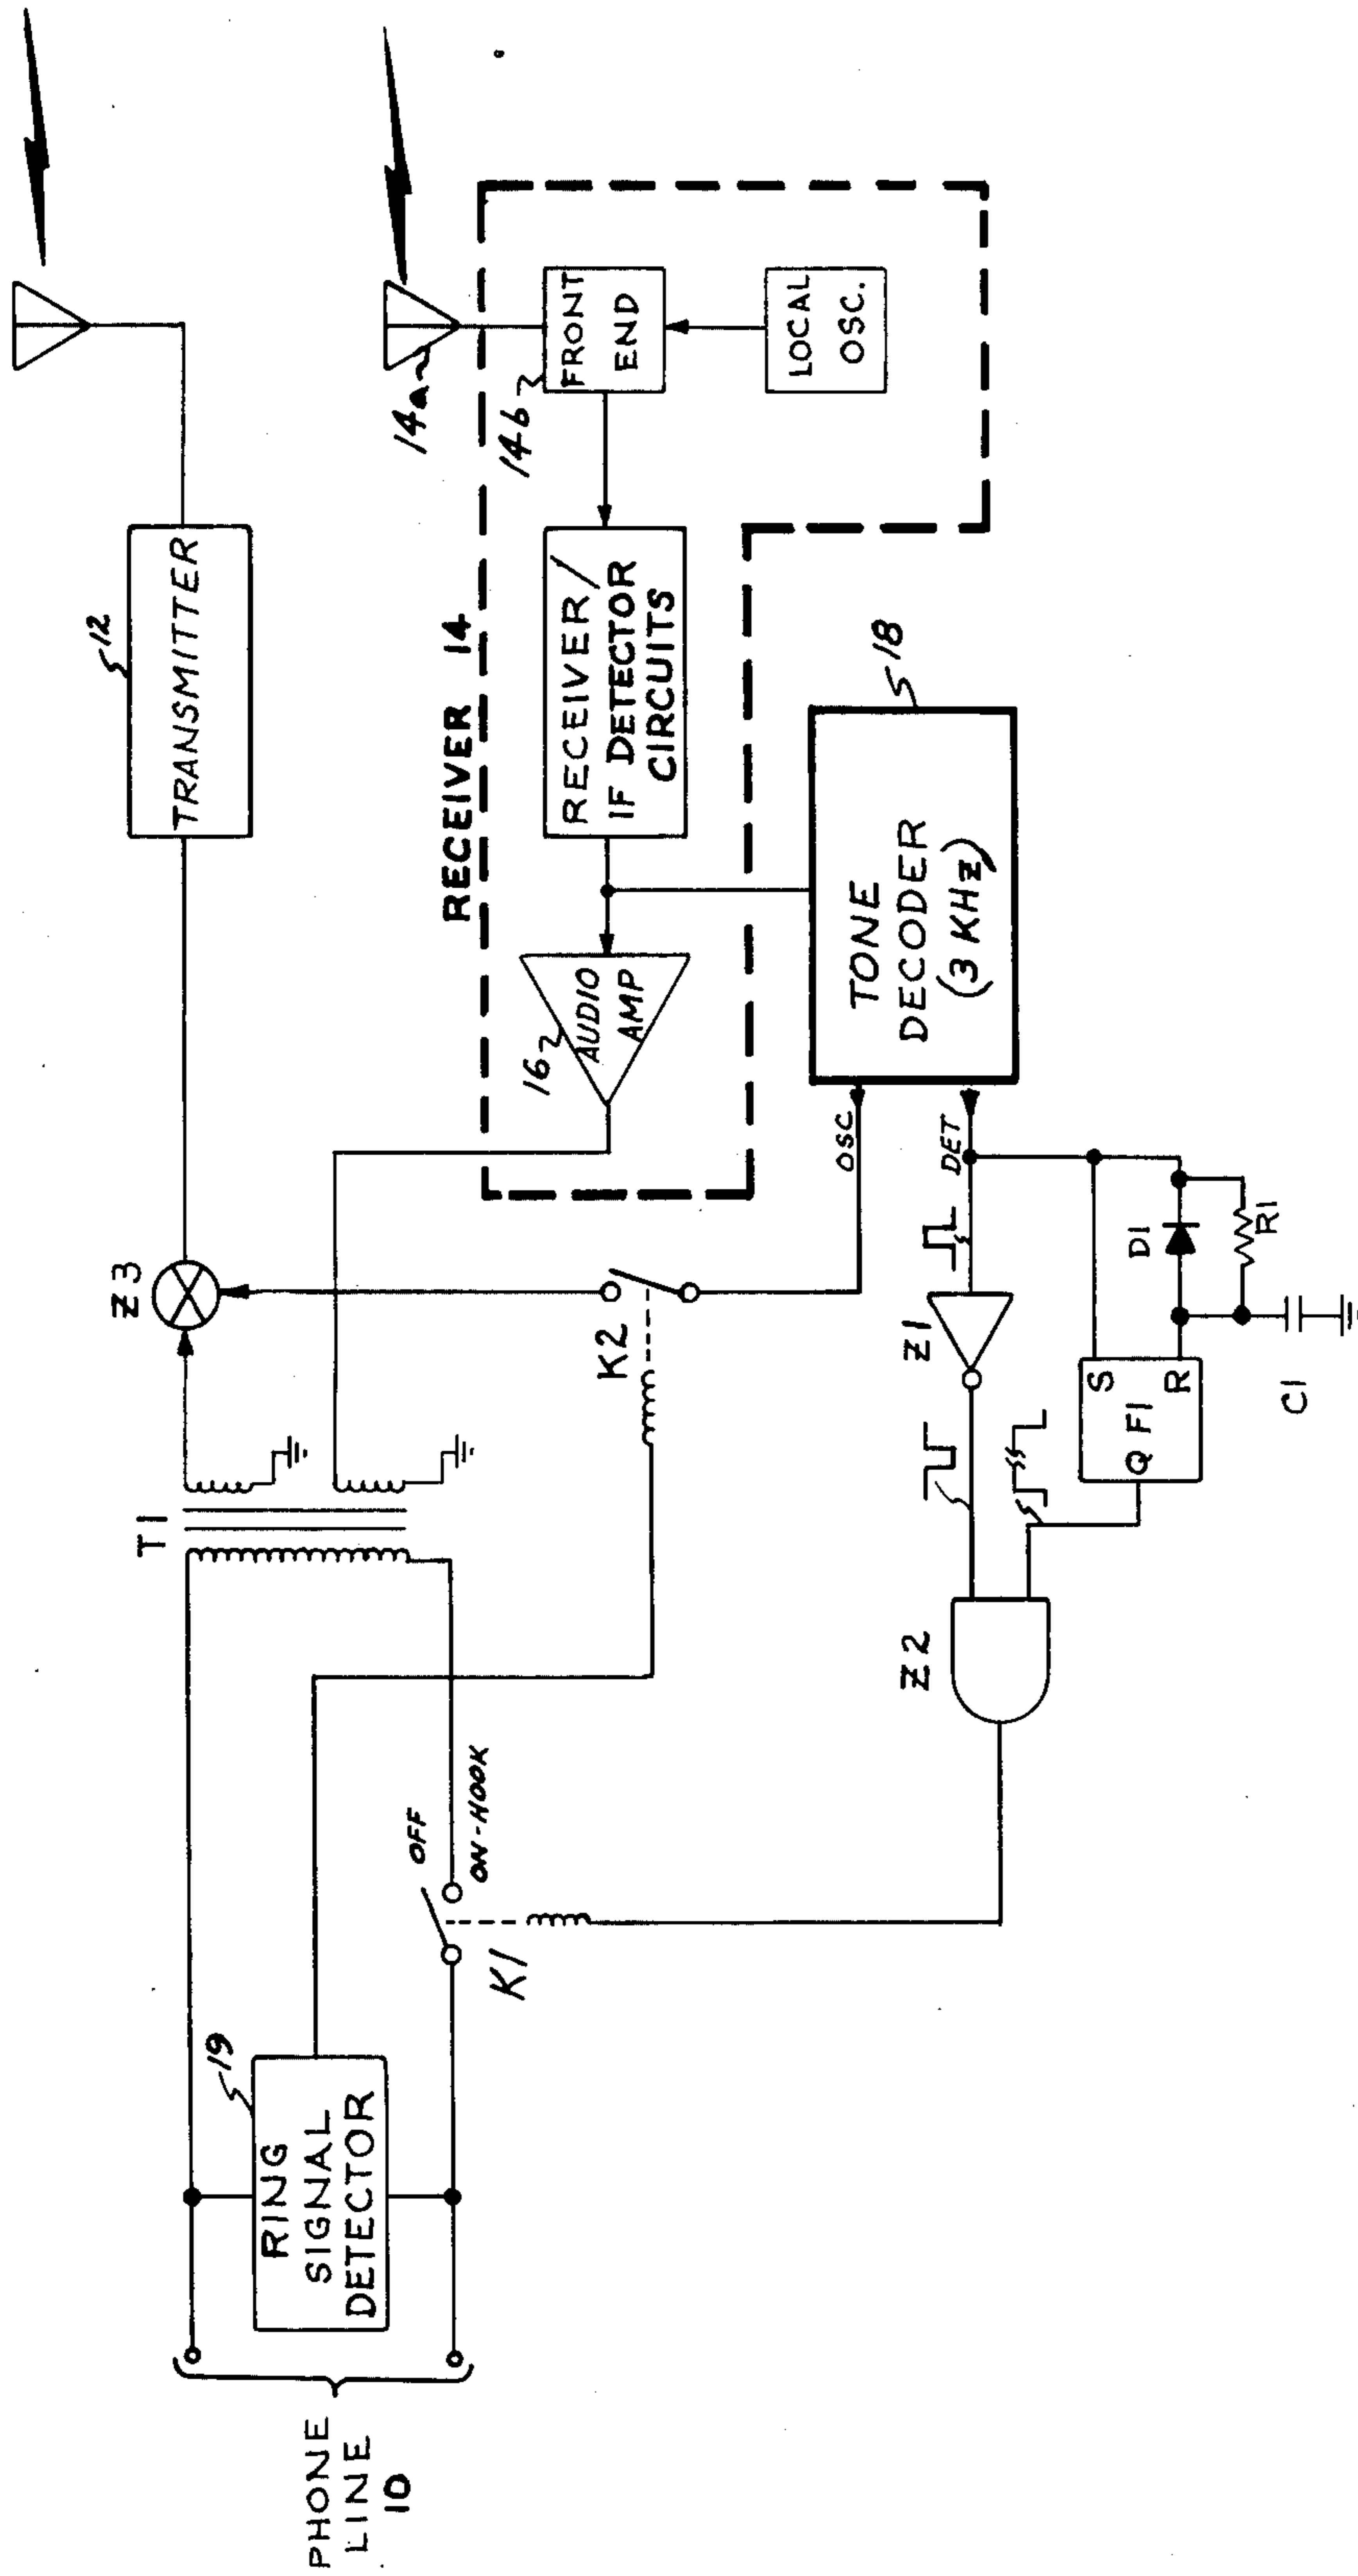 PHONE
LINE
10
RING
SIGNAL
DETECTOR
19
K1
OFF
ON-HOOK
T1
Z3
K2
TRANSMITTER
12
RECEIVER 14
14a
14b
FRONT
END
LOCAL
OSC.
RECEIVER/
IF DETECTOR
CIRCUITS
16
AUDIO
AMP
TONE
DECODER
(3 KHz)
18
OSC
DET
Z1
Z2
S
Q F1
R
D1
R1
C1